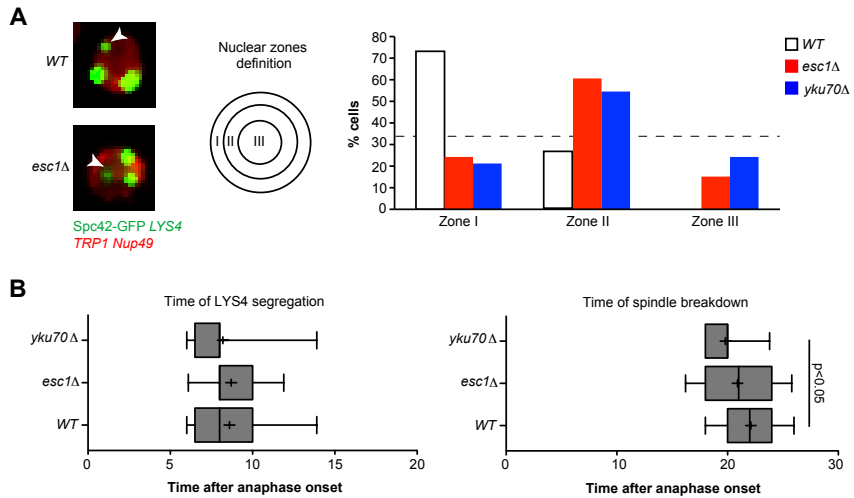 A
WT
esc1Δ
Spc42-GFP LYS4
TRP1 Nup49
Nuclear zones
definition
I II III
% cells
80
70
60
50
40
30
20
10
0
Zone I Zone II Zone III
WT
esc1Δ
yku70Δ
B
Time of LYS4 segregation
yku70Δ
esc1Δ
WT
0 5 10 15 20
Time after anaphase onset
Time of spindle breakdown
yku70Δ
esc1Δ
WT
p<0.05
0 10 20 30
Time after anaphase onset